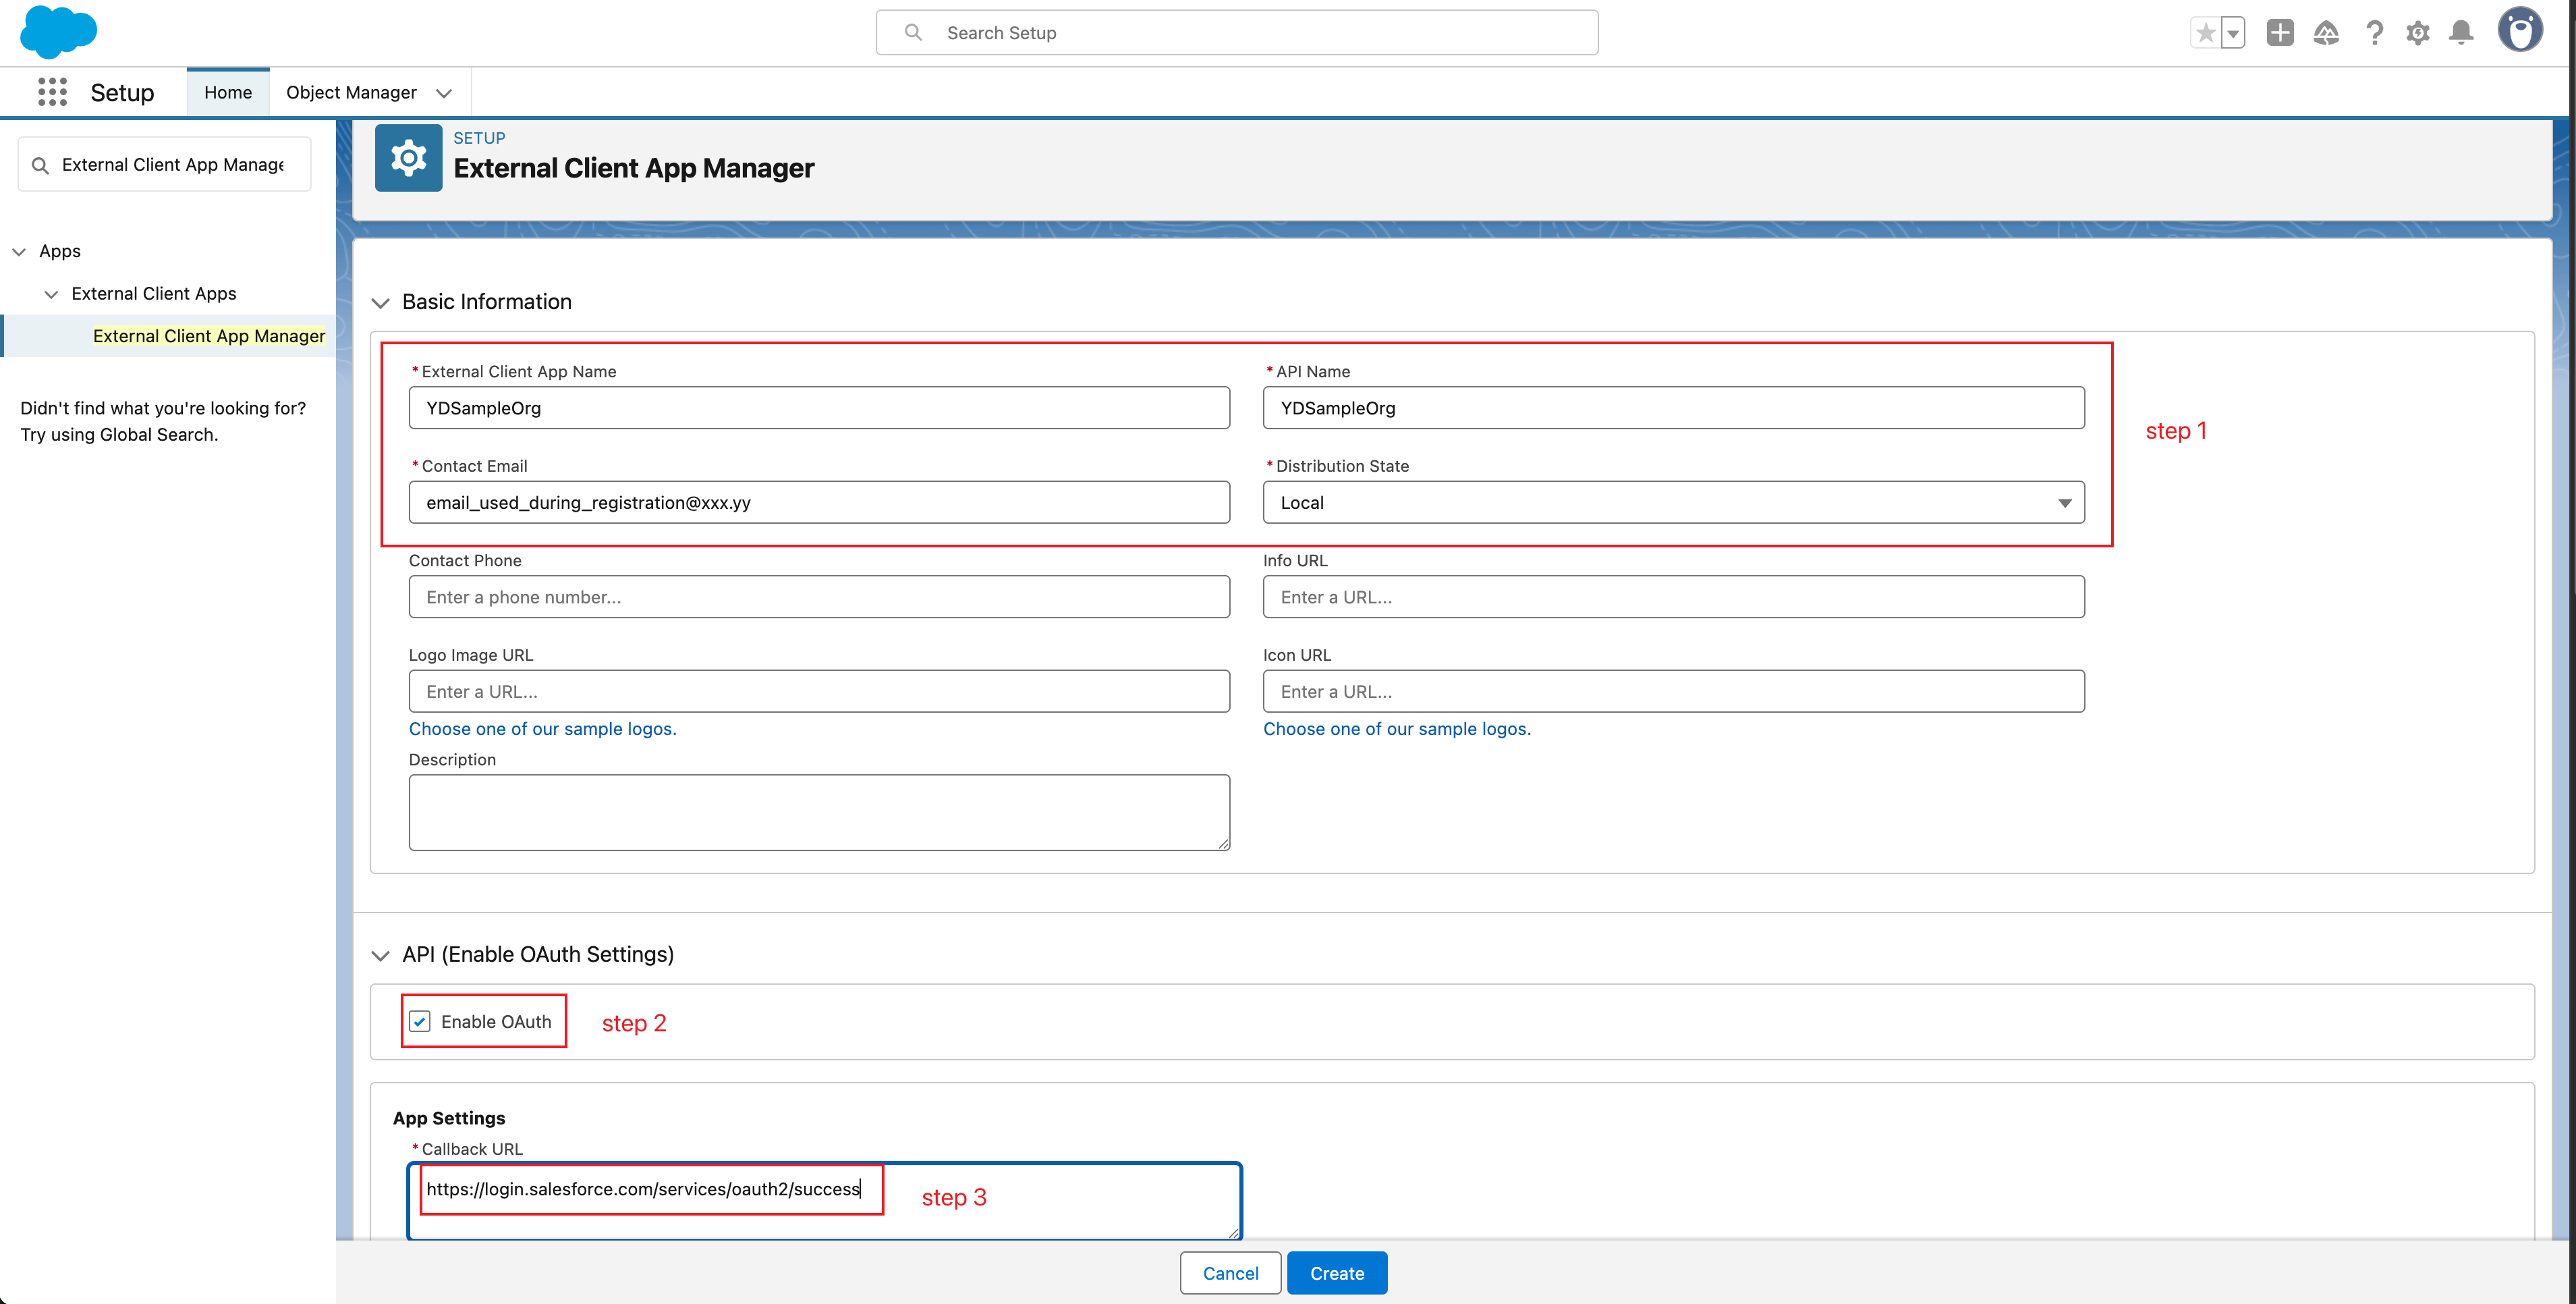 Search Setup
Setup
Home
Object Manager
External Client App Manage
Apps
External Client Apps
External Client App Manager
Didn't find what you're looking for?
Try using Global Search.
SETUP
External Client App Manager
Basic Information
*External Client App Name
YDSampleOrg
*API Name
YDSampleOrg
step 1
*Contact Email
email_used_during_registration@xxx.yy
*Distribution State
Local
Contact Phone
Enter a phone number...
Info URL
Enter a URL...
Logo Image URL
Enter a URL...
Choose one of our sample logos.
Icon URL
Enter a URL...
Choose one of our sample logos.
Description
API (Enable OAuth Settings)
Enable OAuth
step 2
App Settings
*Callback URL
https://login.salesforce.com/services/oauth2/success
step 3
Cancel
Create